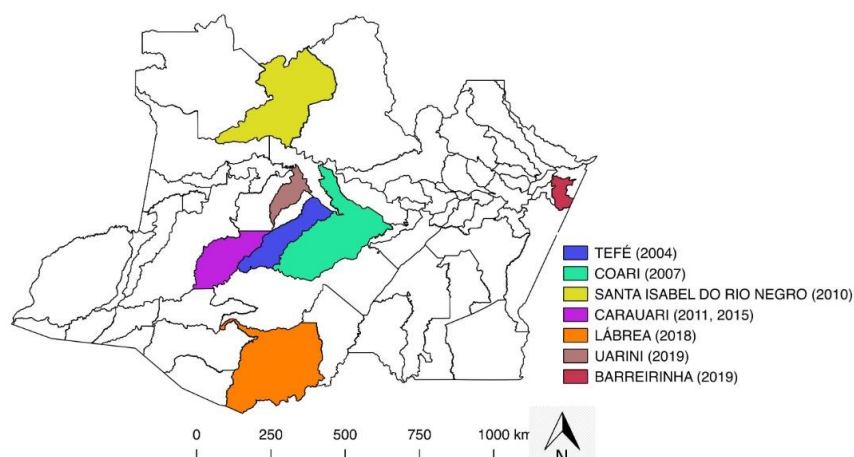 TEFÉ (2004)
COARI (2007)
SANTA ISABEL DO RIO NEGRO (2010)
CARAUARI (2011, 2015)
LÁBREA (2018)
UARINI (2019)
BARREIRINHA (2019)
0 250 500 750 1000 km
N